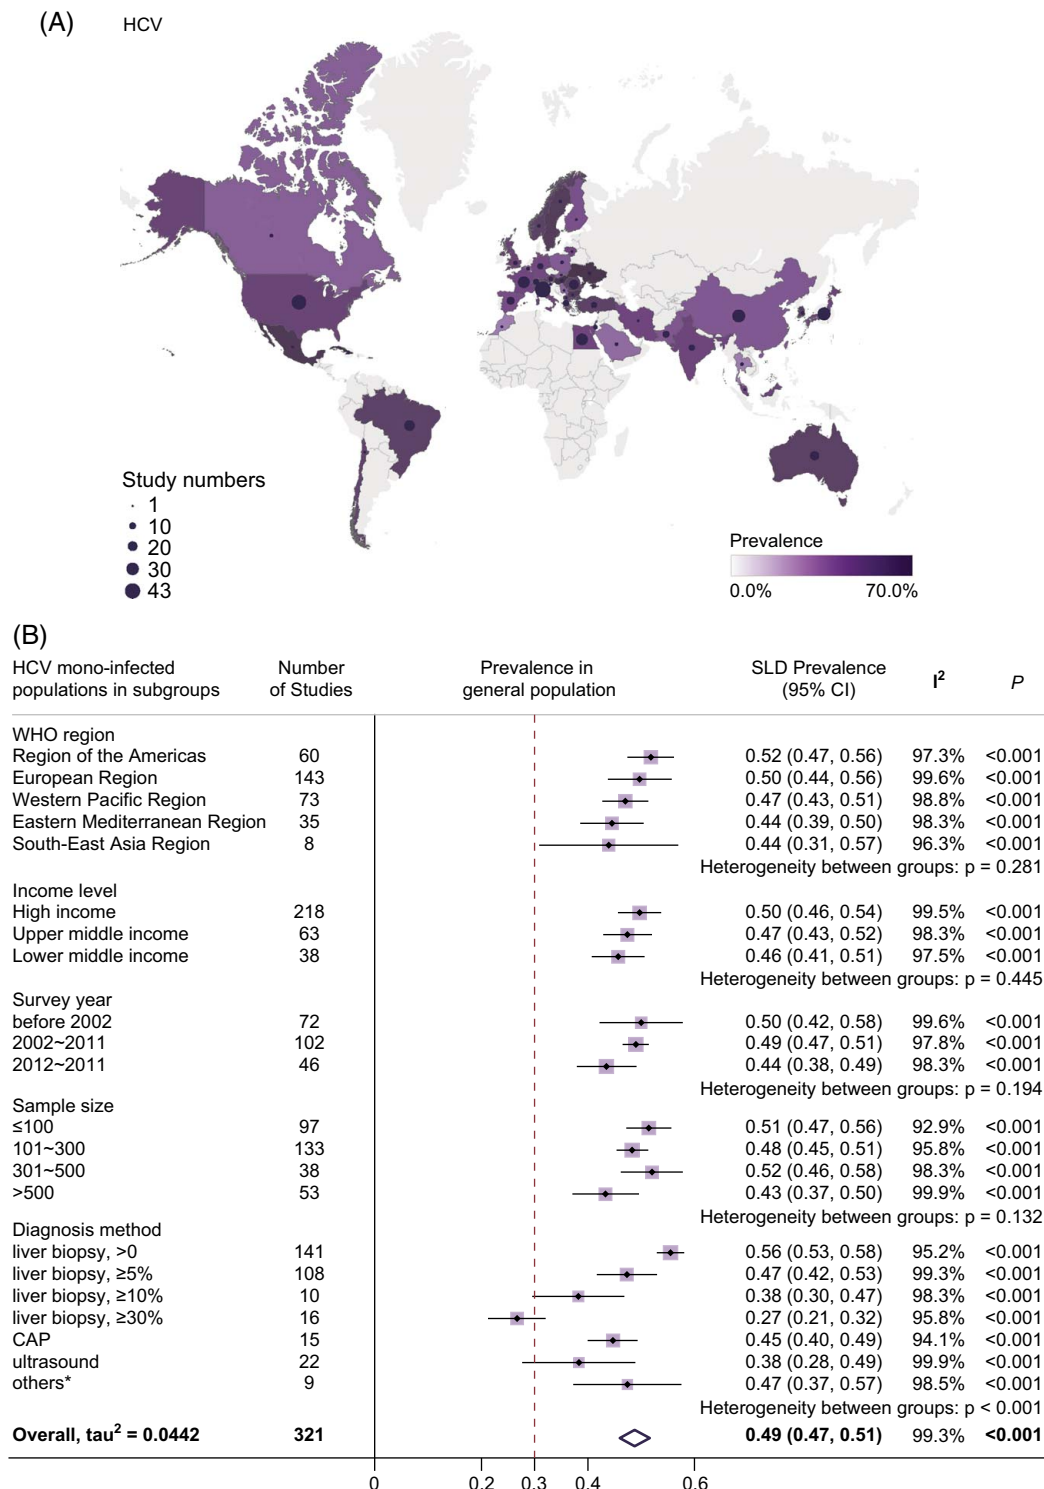 (A) HCV
Study numbers
1
10
20
30
43
Prevalence
0.0% 70.0%
(B)
HCV mono-infected populations in subgroups Number of Studies Prevalence in general population SLD Prevalence (95% CI) I² P
WHO region
Region of the Americas 60 0.52 (0.47, 0.56) 97.3% <0.001
European Region 143 0.50 (0.44, 0.56) 99.6% <0.001
Western Pacific Region 73 0.47 (0.43, 0.51) 98.8% <0.001
Eastern Mediterranean Region 35 0.44 (0.39, 0.50) 98.3% <0.001
South-East Asia Region 8 0.44 (0.31, 0.57) 96.3% <0.001
Heterogeneity between groups: p = 0.281
Income level
High income 218 0.50 (0.46, 0.54) 99.5% <0.001
Upper middle income 63 0.47 (0.43, 0.52) 98.3% <0.001
Lower middle income 38 0.46 (0.41, 0.51) 97.5% <0.001
Heterogeneity between groups: p = 0.445
Survey year
before 2002 72 0.50 (0.42, 0.58) 99.6% <0.001
2002~2011 102 0.49 (0.47, 0.51) 97.8% <0.001
2012~2011 46 0.44 (0.38, 0.49) 98.3% <0.001
Heterogeneity between groups: p = 0.194
Sample size
≤100 97 0.51 (0.47, 0.56) 92.9% <0.001
101~300 133 0.48 (0.45, 0.51) 95.8% <0.001
301~500 38 0.52 (0.46, 0.58) 98.3% <0.001
>500 53 0.43 (0.37, 0.50) 99.9% <0.001
Heterogeneity between groups: p = 0.132
Diagnosis method
liver biopsy, >0 141 0.56 (0.53, 0.58) 95.2% <0.001
liver biopsy, ≥5% 108 0.47 (0.42, 0.53) 99.3% <0.001
liver biopsy, ≥10% 10 0.38 (0.30, 0.47) 98.3% <0.001
liver biopsy, ≥30% 16 0.27 (0.21, 0.32) 95.8% <0.001
CAP 15 0.45 (0.40, 0.49) 94.1% <0.001
ultrasound 22 0.38 (0.28, 0.49) 99.9% <0.001
others* 9 0.47 (0.37, 0.57) 98.5% <0.001
Heterogeneity between groups: p < 0.001
Overall, tau² = 0.0442 321 0.49 (0.47, 0.51) 99.3% <0.001
0 0.2 0.3 0.4 0.6